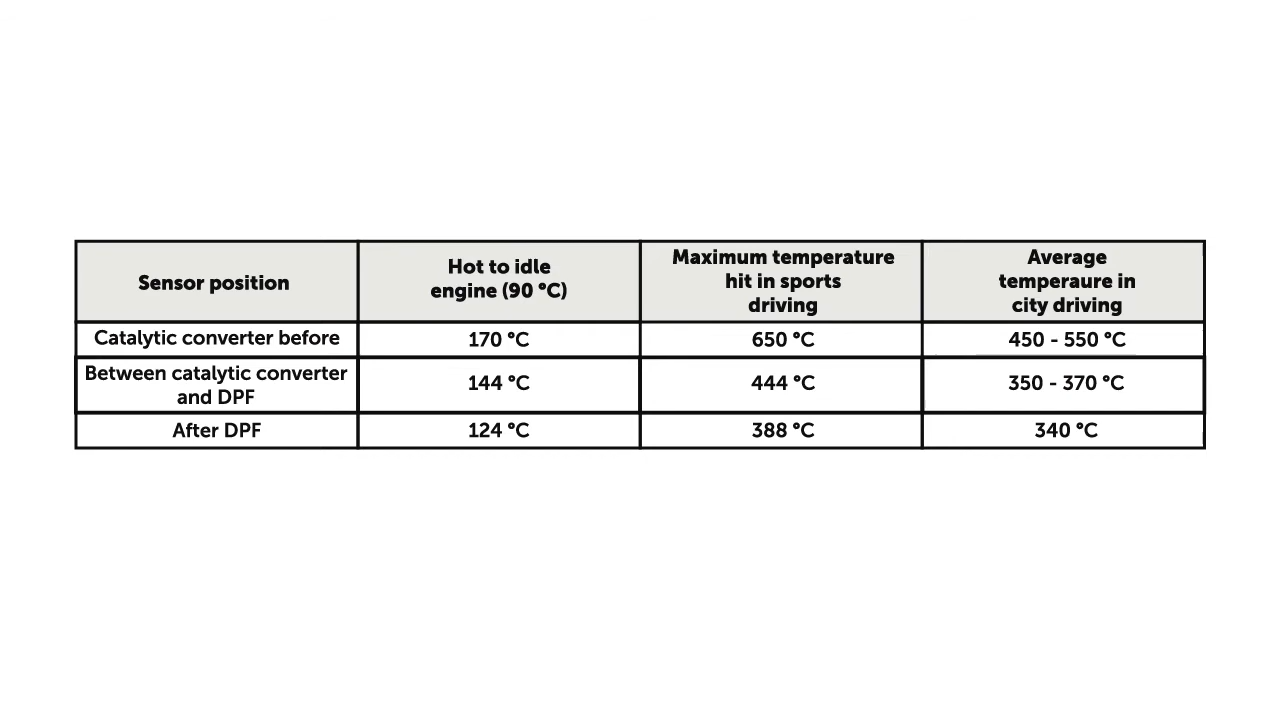 Sensor position
Hot to idle
engine (90 °C)
Maximum temperature
hit in sports
driving
Average
temperaure in
city driving
Catalytic converter before
170 °C
650 °C
450 - 550 °C
Between catalytic converter
and DPF
144 °C
444 °C
350 - 370 °C
After DPF
124 °C
388 °C
340 °C